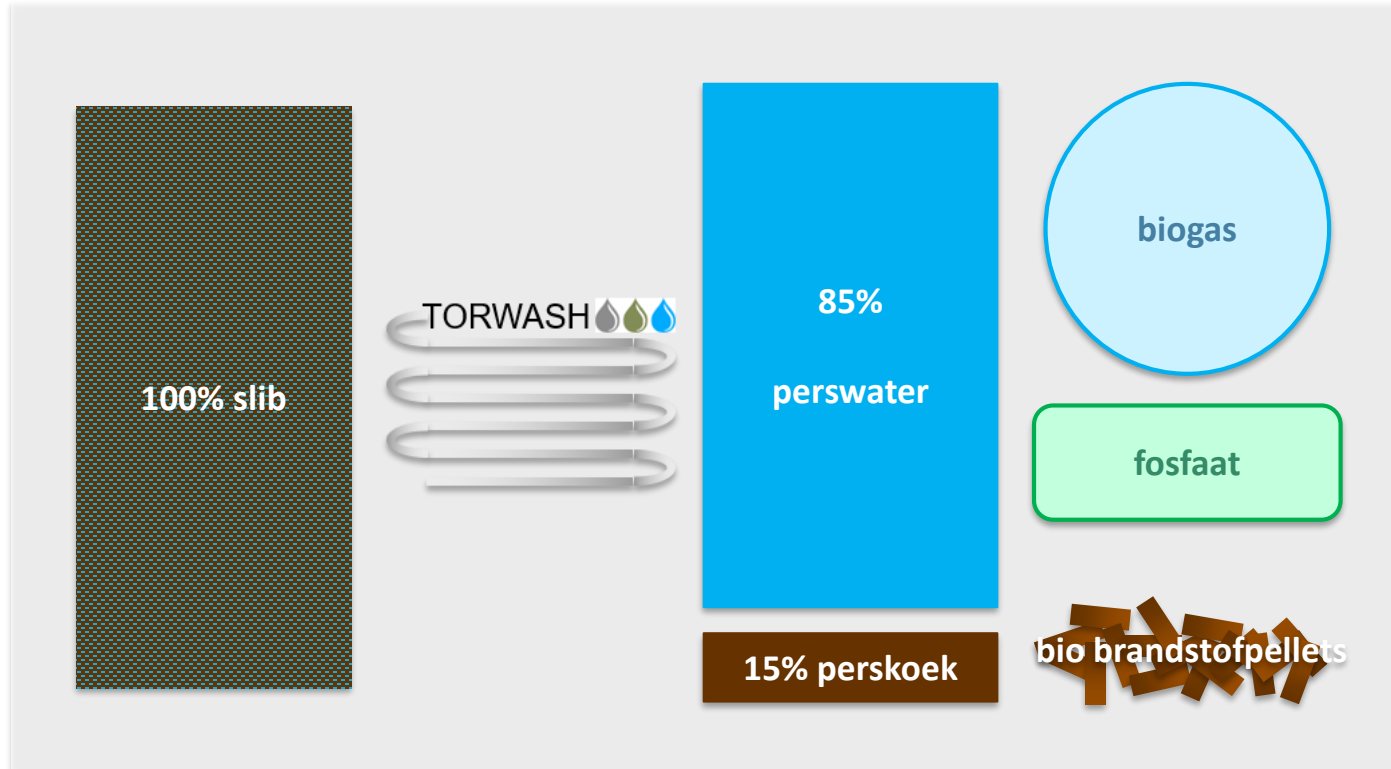 100% slib
TORWASH
85%
perswater
15% perskoek
biogas
fosfaat
bio brandstofpellets